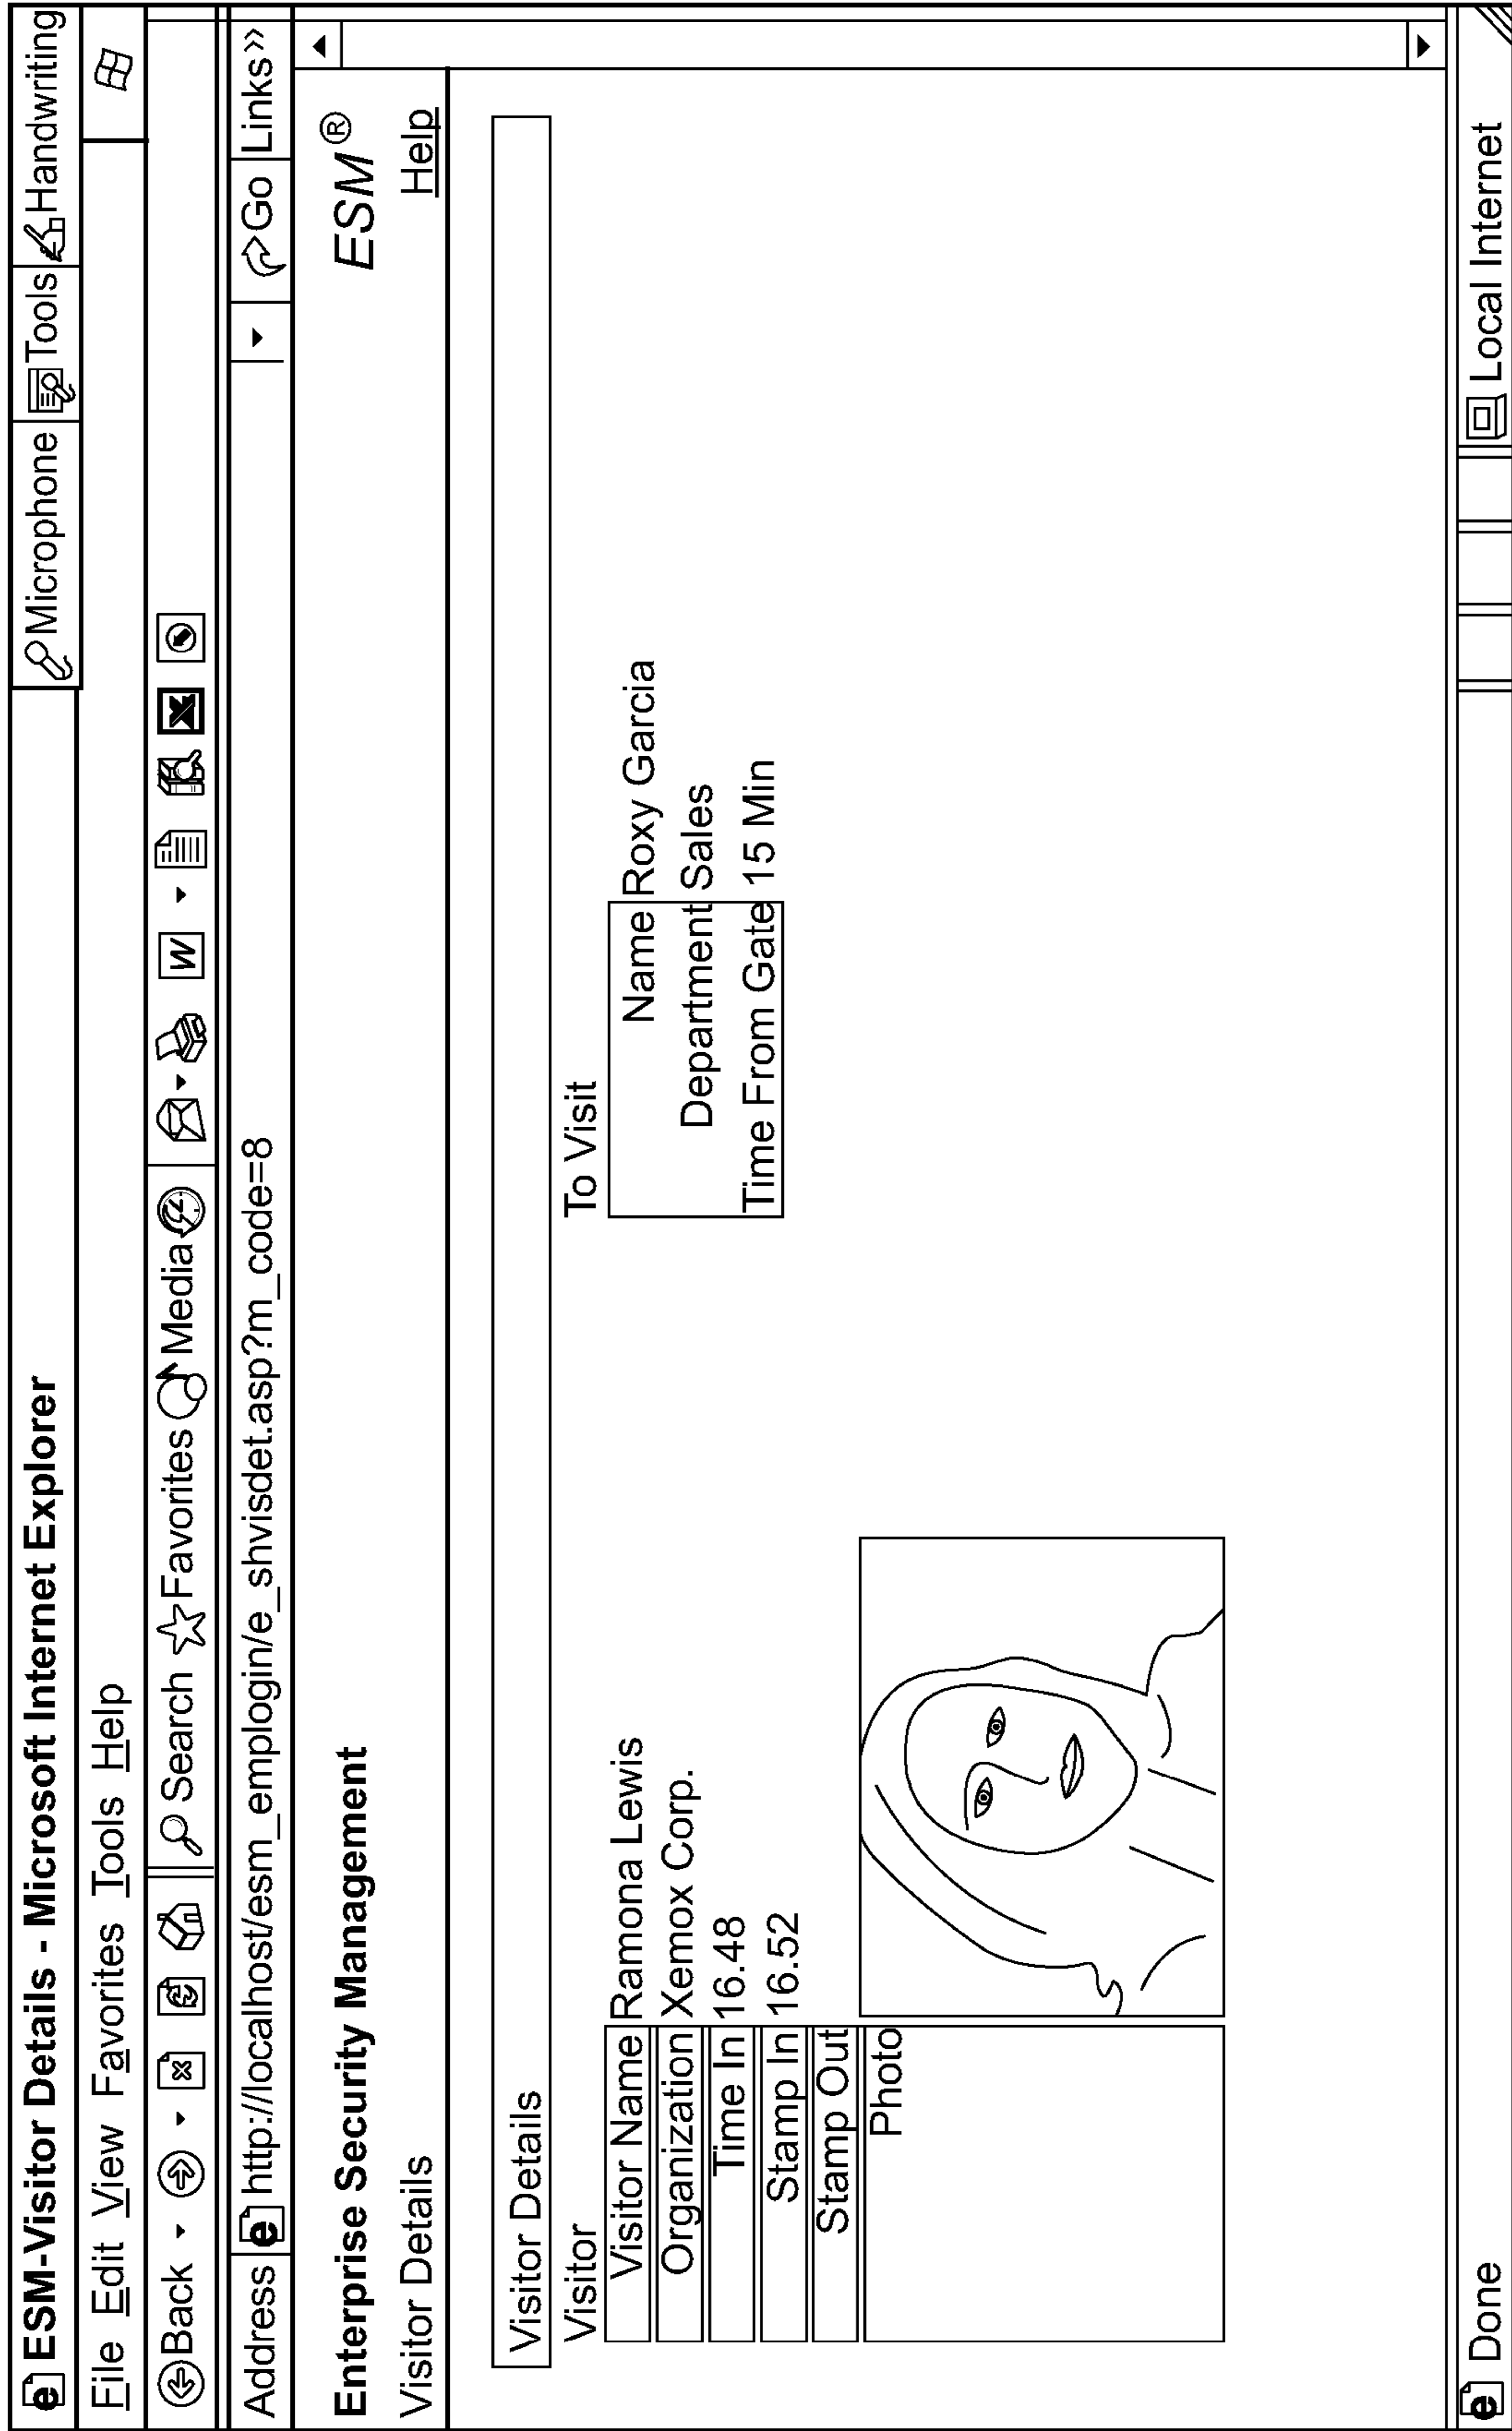 ESM-Visitor Details - Microsoft Internet Explorer Microphone Tools Handwriting
File Edit View Favorites Tools Help
Back Search Favorites Media W X
Address http://localhost/esm_emplogin/e_shvisdet.asp?m_code=8 Go Links »
Enterprise Security Management ESM®
Visitor Details Help
Visitor Details
Visitor To Visit
Visitor Name Ramona Lewis Name Roxy Garcia
Organization Xemox Corp. Department Sales
Time In 16.48 Time From Gate 15 Min
Stamp In 16.52
Stamp Out
Photo
Done Local Internet